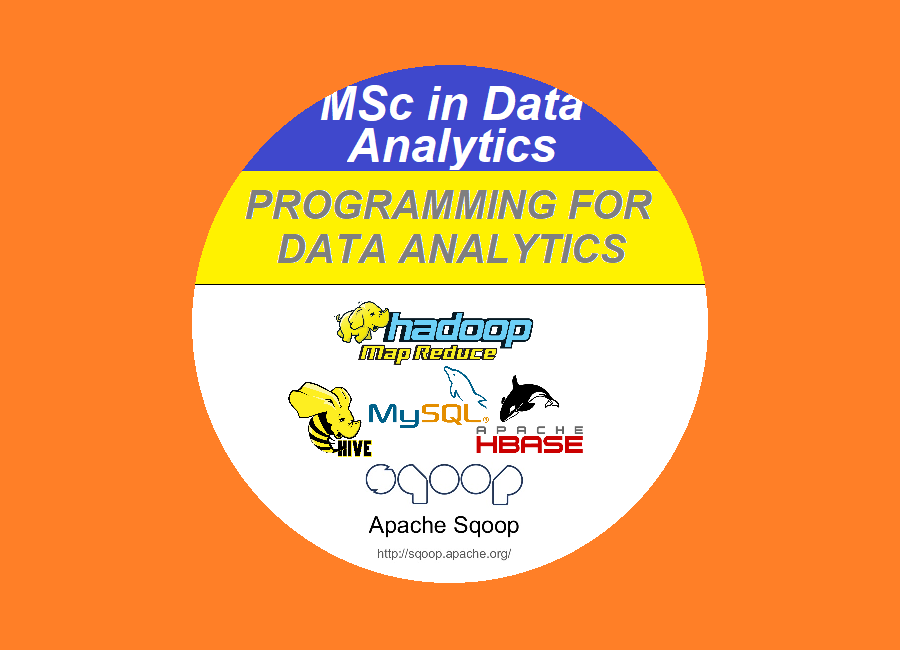 MSc in Data
Analytics
PROGRAMMING FOR
DATA ANALYTICS
hadoop
Map Reduce
HIVE
MySQL
APACHE
HBASE
sqoop
Apache Sqoop
http://sqoop.apache.org/